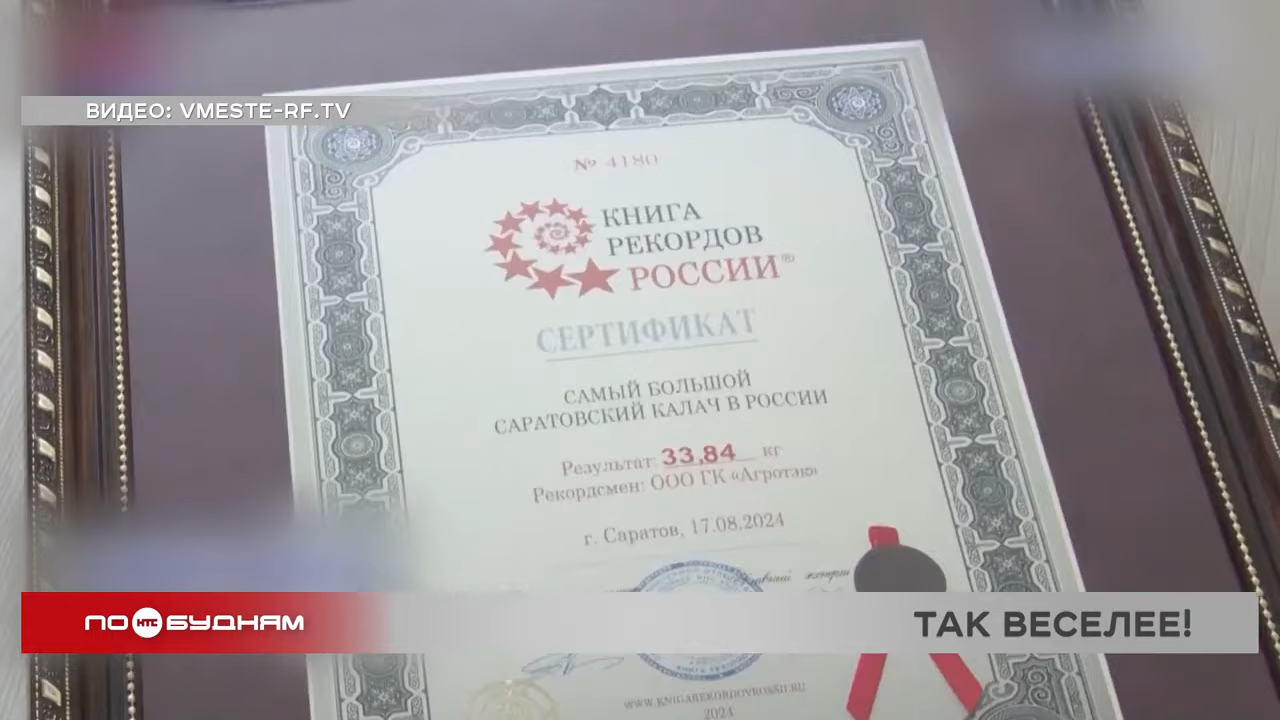 ВИДЕО: VMESTE-RF.TV
№ 4180
КНИГА
РЕКОРДОВ
РОССИИ®
СЕРТИФИКАТ
САМЫЙ БОЛЬШОЙ
САРАТОВСКИЙ КАЛАЧ В РОССИИ
Результат: 33,84 кг
Рекордсмен: ООО ГК «Агротэк»
г. Саратов, 17.08.2024
ПО НТС БУДНЯМ
ТАК ВЕСЕЛЕЕ!
WWW.KNIGAREKORDOVROSSII.RU
2024